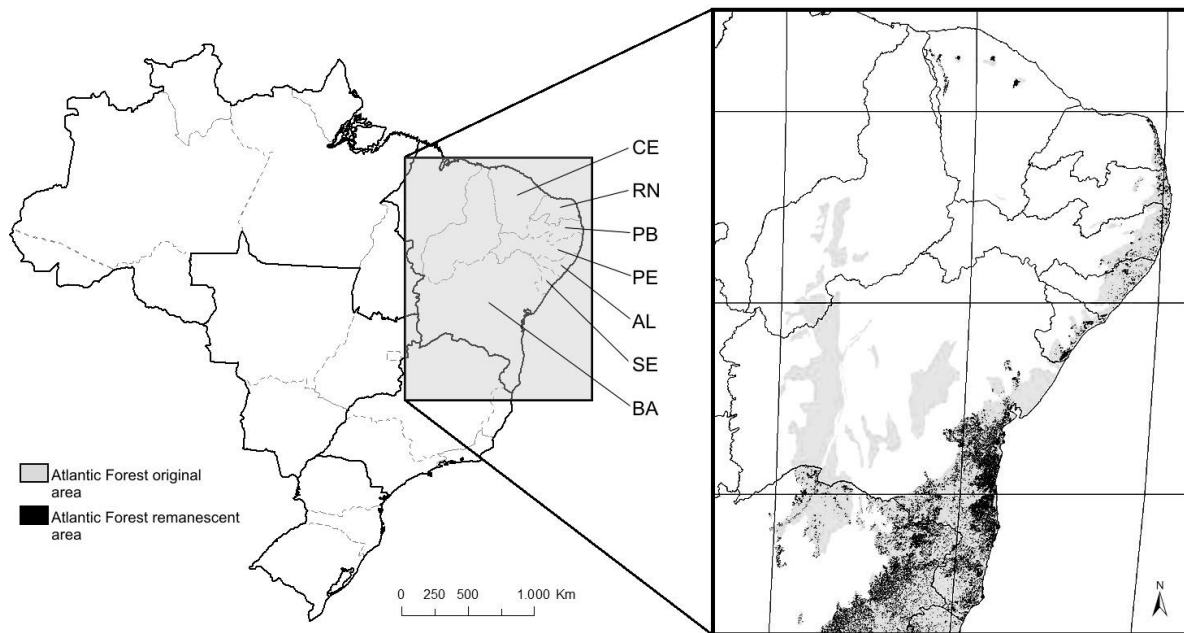 CE
RN
PB
PE
AL
SE
BA
Atlantic Forest original
area
Atlantic Forest remanescent
area
0 250 500 1.000 Km
N